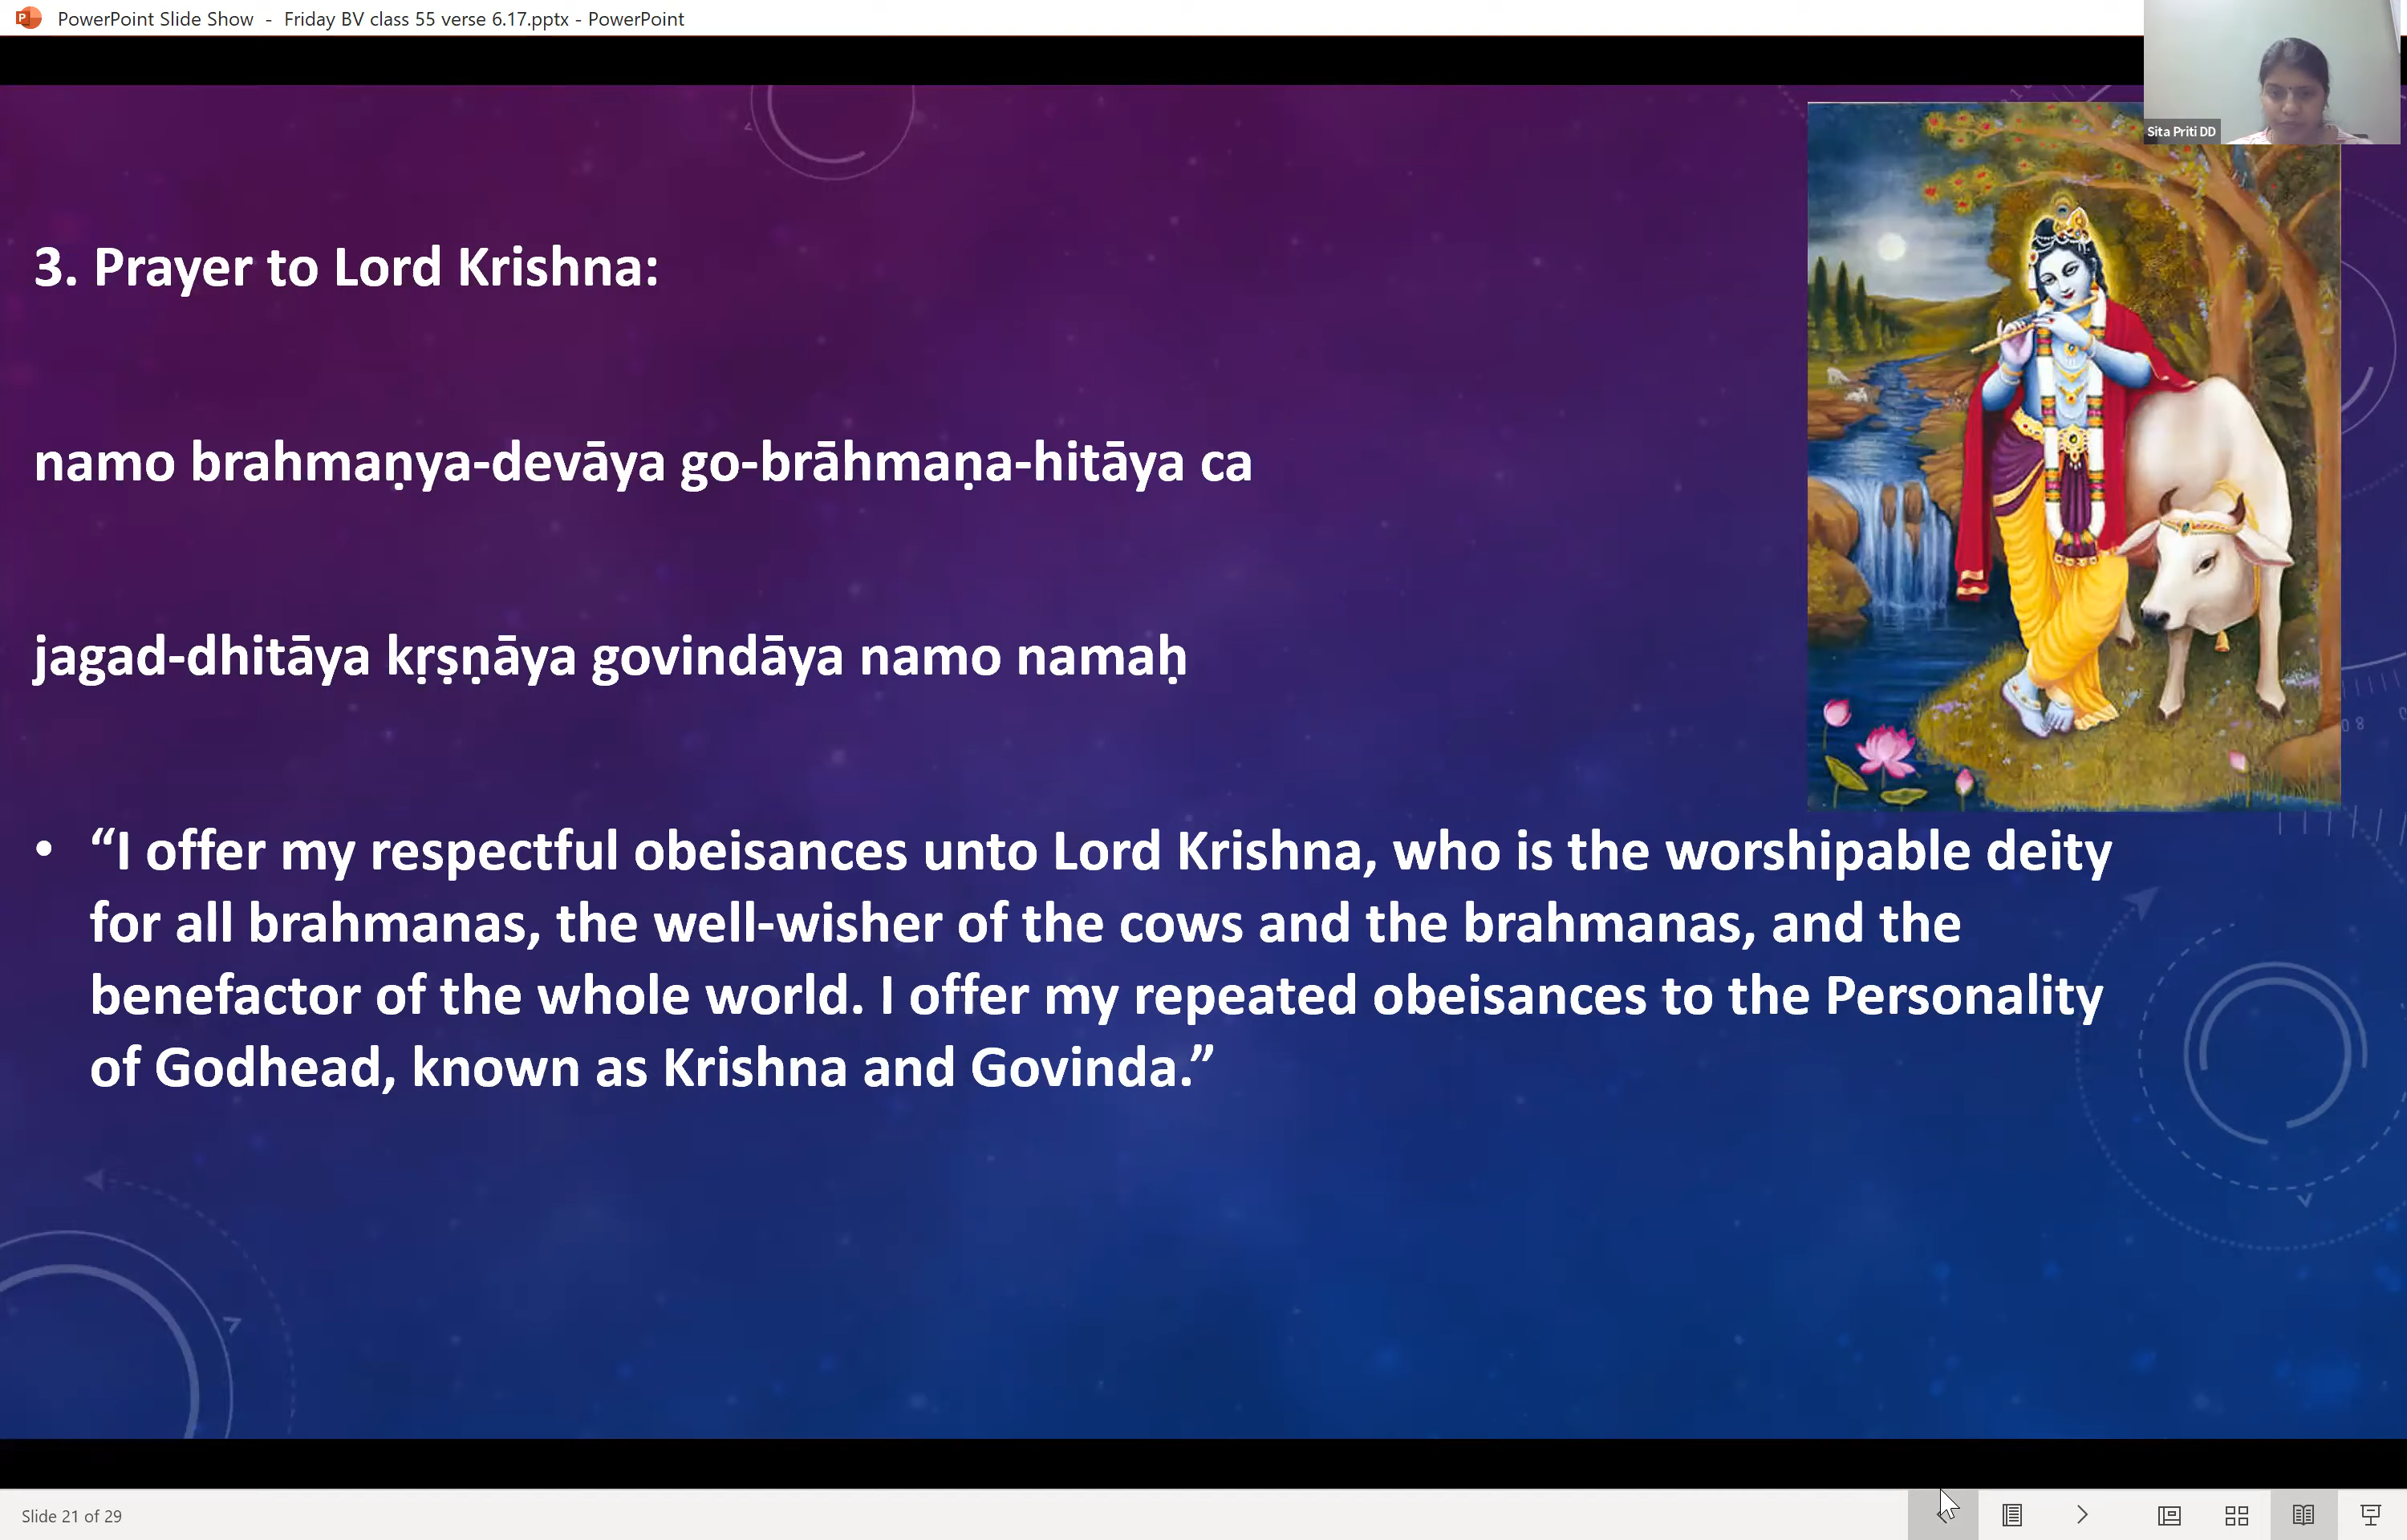 PowerPoint Slide Show - Friday BV class 55 verse 6.17.pptx - PowerPoint
Sita Priti DD
3. Prayer to Lord Krishna:
namo brahmaṇya-devāya go-brāhmaṇa-hitāya ca
jagad-dhitāya kṛṣṇāya govindāya namo namaḥ
• “I offer my respectful obeisances unto Lord Krishna, who is the worshipable deity
for all brahmanas, the well-wisher of the cows and the brahmanas, and the
benefactor of the whole world. I offer my repeated obeisances to the Personality
of Godhead, known as Krishna and Govinda.”
Slide 21 of 29